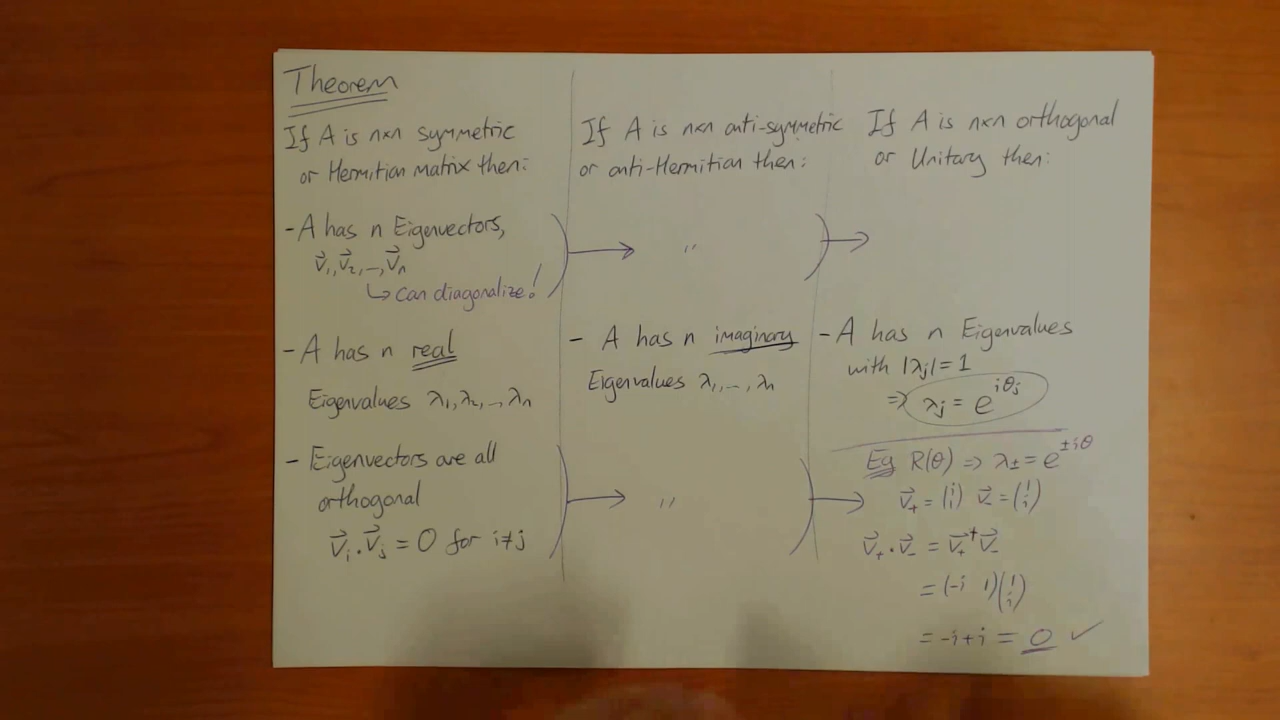 Theorem
If A is n×n symmetric
or Hermitian matrix then:
- A has n Eigenvectors,
v⃗₁, v⃗₂, ..., v⃗ₙ
↳ can diagonalize!
- A has n real
Eigenvalues λ₁, λ₂, ..., λₙ
- Eigenvectors are all
orthogonal
v⃗ᵢ . v⃗ⱼ = 0 for i≠j
If A is n×n anti-symmetric
or anti-Hermitian then:
→ "
- A has n imaginary
Eigenvalues λ₁, ..., λₙ
→ "
If A is n×n orthogonal
or Unitary then:
→
- A has n Eigenvalues
with |λⱼ| = 1
⇒ λⱼ = e^{iθⱼ}
Eg R(θ) ⇒ λ± = e^{±iθ}
→ v⃗₊ = (i 1) v⃗₋ = (1 i)
v⃗₊ . v⃗₋ = v⃗₊† v⃗₋
= (-i 1)(1 i)
= -i + i = 0 ✓